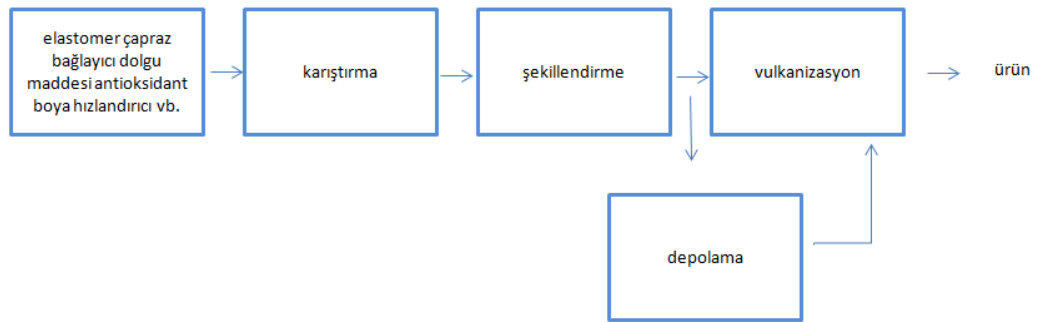 elastomer çapraz
bağlayıcı dolgu
maddesi antioksidant
boya hızlandırıcı vb.
karıştırma
şekillendirme
vulkanizasyon
ürün
depolama